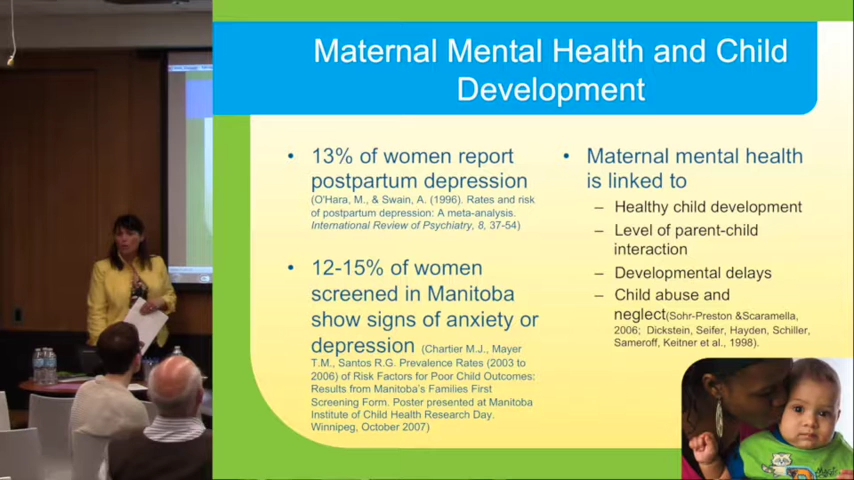 Maternal Mental Health and Child
Development
• 13% of women report
postpartum depression
(O'Hara, M., & Swain, A. (1996). Rates and risk
of postpartum depression: A meta-analysis.
International Review of Psychiatry, 8, 37-54)
• 12-15% of women
screened in Manitoba
show signs of anxiety or
depression (Chartier M.J., Mayer
T.M., Santos R.G. Prevalence Rates (2003 to
2006) of Risk Factors for Poor Child Outcomes:
Results from Manitoba's Families First
Screening Form. Poster presented at Manitoba
Institute of Child Health Research Day.
Winnipeg, October 2007)
• Maternal mental health
is linked to
– Healthy child development
– Level of parent-child
interaction
– Developmental delays
– Child abuse and
neglect(Sohr-Preston &Scaramella,
2006; Dickstein, Seifer, Hayden, Schiller,
Sameroff, Keitner et al., 1998).